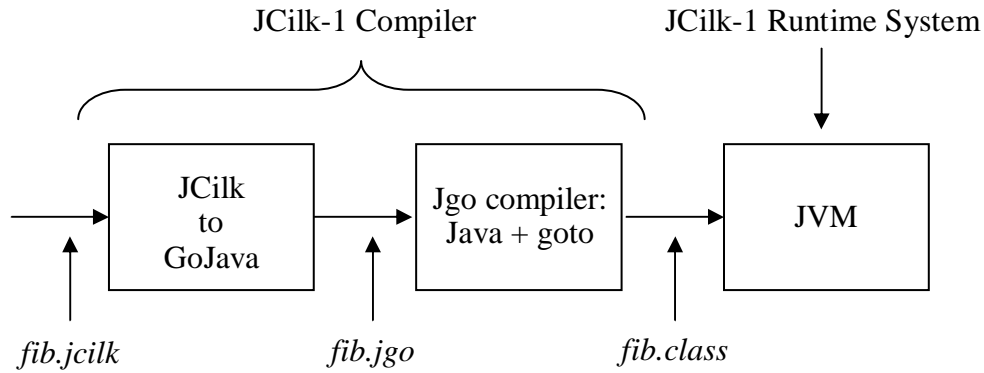 JCilk-1 Compiler
JCilk-1 Runtime System
JCilk
to
GoJava
Jgo compiler:
Java + goto
JVM
fib.jcilk
fib.jgo
fib.class